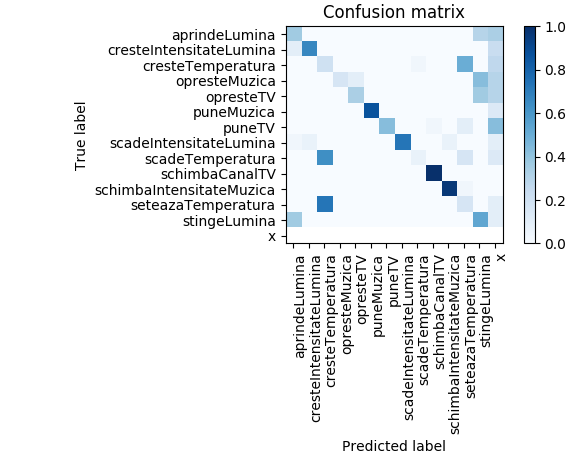 Confusion matrix
True label
aprindeLumina
cresteIntensitateLumina
cresteTemperatura
opresteMuzica
opresteTV
puneMuzica
puneTV
scadeIntensitateLumina
scadeTemperatura
schimbaCanalTV
schimbaIntensitateMuzica
seteazaTemperatura
stingeLumina
x
aprindeLumina
cresteIntensitateLumina
cresteTemperatura
opresteMuzica
opresteTV
puneMuzica
puneTV
scadeIntensitateLumina
scadeTemperatura
schimbaCanalTV
schimbaIntensitateMuzica
seteazaTemperatura
stingeLumina
x
Predicted label
1.0
0.8
0.6
0.4
0.2
0.0